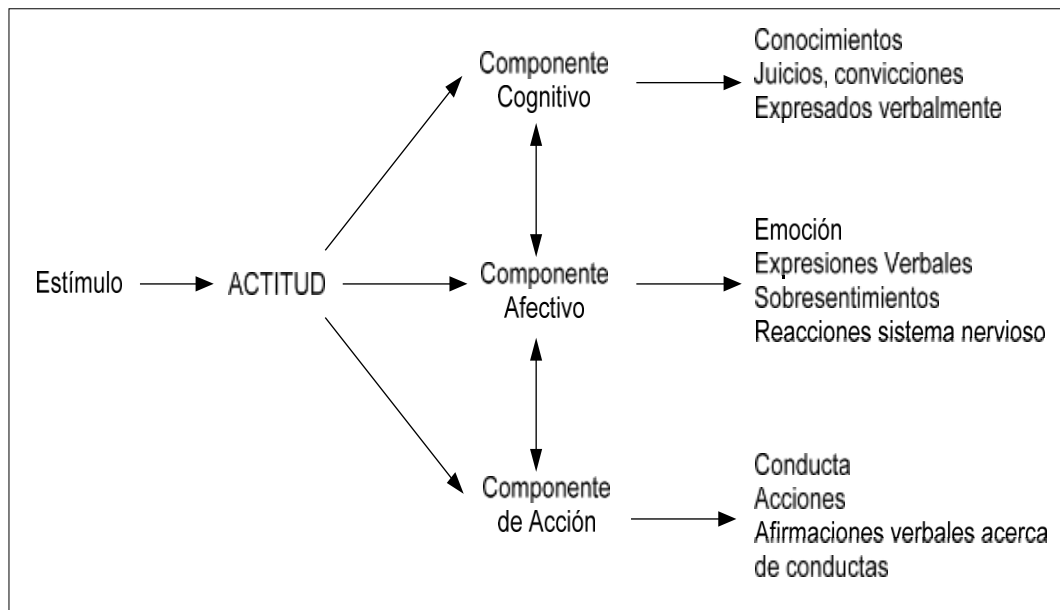 Estímulo
ACTITUD
Componente
Cognitivo
Conocimientos
Juicios, convicciones
Expresados verbalmente
Componente
Afectivo
Emoción
Expresiones Verbales
Sobresentimientos
Reacciones sistema nervioso
Componente
de Acción
Conducta
Acciones
Afirmaciones verbales acerca
de conductas